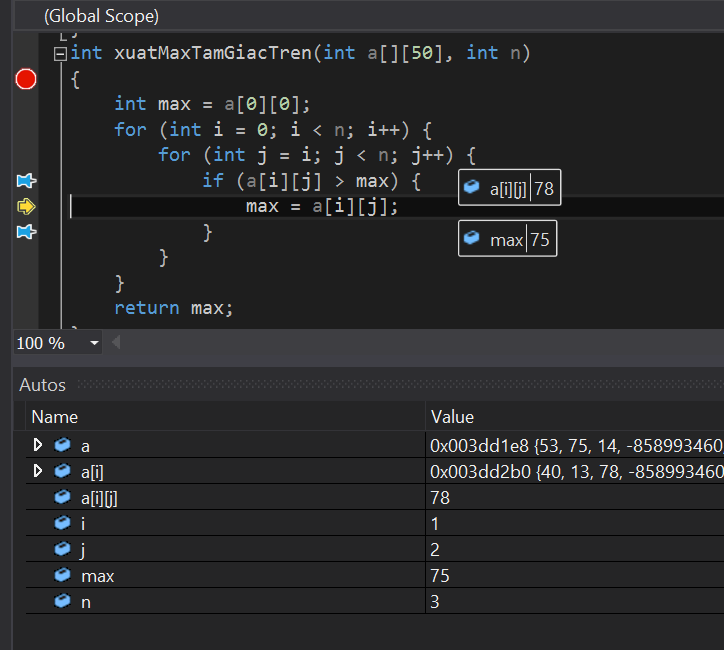 (Global Scope)
int xuatMaxTamGiacTren(int a[][50], int n)
{
int max = a[0][0];
for (int i = 0; i < n; i++) {
for (int j = i; j < n; j++) {
if (a[i][j] > max) {
a[i][j] 78
max = a[i][j];
}
max 75
}
}
return max;
100 %
Autos
Name Value
a 0x003dd1e8 {53, 75, 14, -858993460,
a[i] 0x003dd2b0 {40, 13, 78, -858993460
a[i][j] 78
i 1
j 2
max 75
n 3